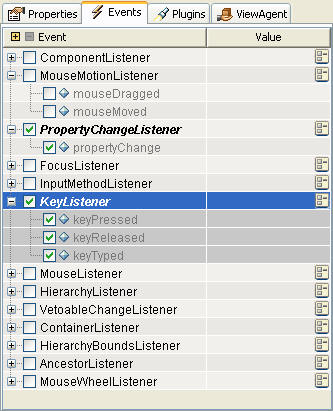 Properties Events Plugins ViewAgent
Event Value
ComponentListener
MouseMotionListener
mouseDragged
mouseMoved
PropertyChangeListener
propertyChange
FocusListener
InputMethodListener
KeyListener
keyPressed
keyReleased
keyTyped
MouseListener
HierarchyListener
VetoableChangeListener
ContainerListener
HierarchyBoundsListener
AncestorListener
MouseWheelListener